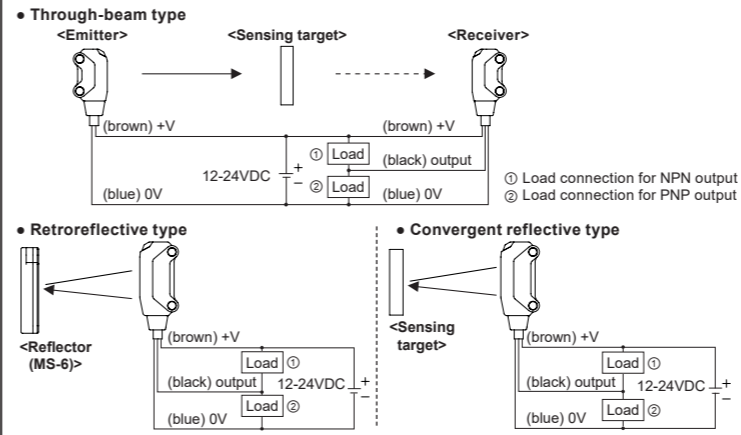 ● Through-beam type
<Emitter>
<Sensing target>
<Receiver>
(brown) +V
(brown) +V
① Load
(black) output
12-24VDC
+
−
② Load
(blue) 0V
(blue) 0V
① Load connection for NPN output
② Load connection for PNP output
● Retroreflective type
<Reflector
(MS-6)>
(brown) +V
Load ①
(black) output
12-24VDC
+
−
Load ②
(blue) 0V
● Convergent reflective type
<Sensing
target>
(brown) +V
Load ①
(black) output
12-24VDC
+
−
Load ②
(blue) 0V